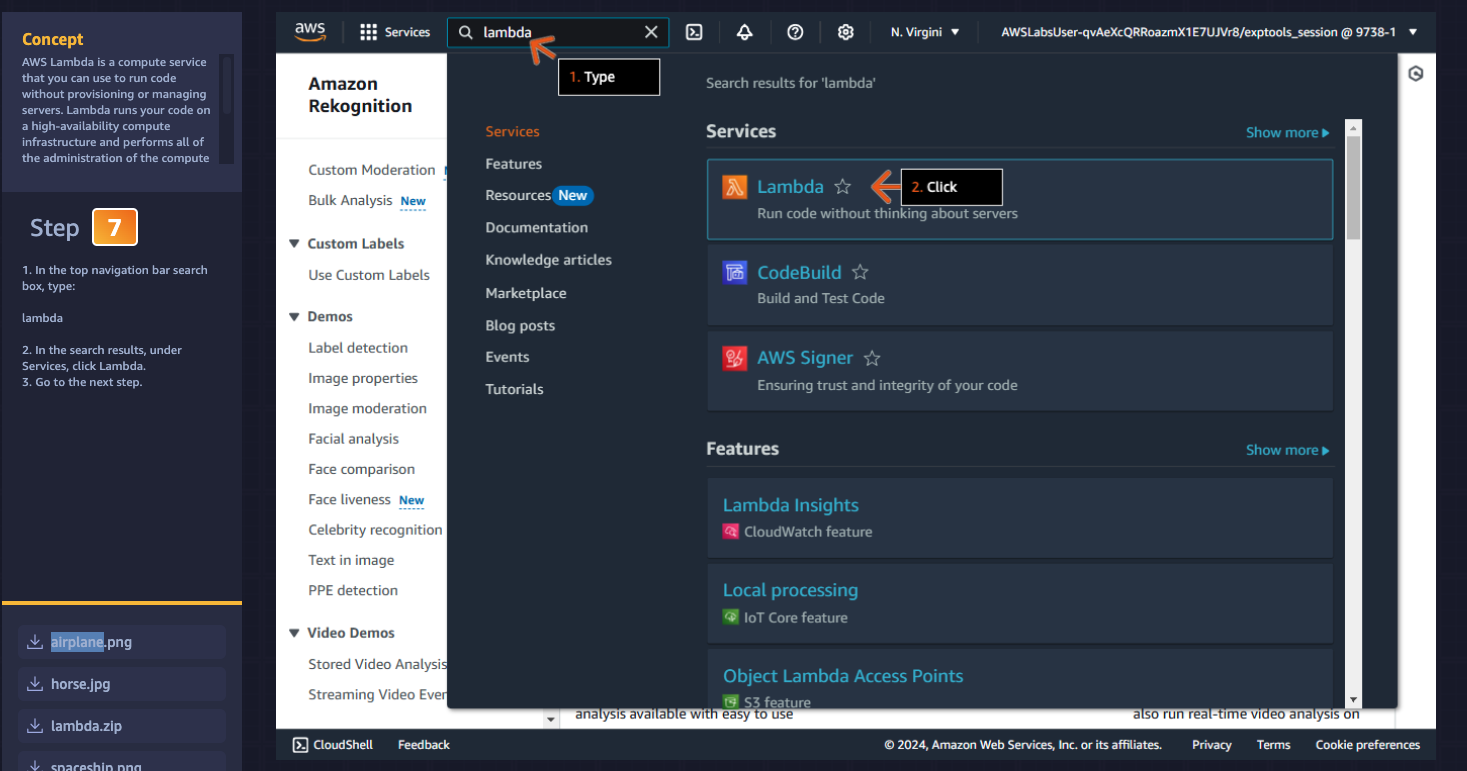 Concept
AWS Lambda is a compute service
that you can use to run code
without provisioning or managing
servers. Lambda runs your code on
a high-availability compute
infrastructure and performs all of
the administration of the compute
Step 7
1. In the top navigation bar search
box, type:
lambda
2. In the search results, under
Services, click Lambda.
3. Go to the next step.
airplane.png
horse.jpg
lambda.zip
spaceship.png
aws
Services
lambda
N. Virgini
AWSLabsUser-qvAeXcQRRoazmX1E7UJVr8/exptools_session @ 9738-1
1. Type
Amazon
Rekognition
Custom Moderation
Bulk Analysis New
Custom Labels
Use Custom Labels
Demos
Label detection
Image properties
Image moderation
Facial analysis
Face comparison
Face liveness New
Celebrity recognition
Text in image
PPE detection
Video Demos
Stored Video Analysis
Streaming Video Ever
Services
Features
Resources New
Documentation
Knowledge articles
Marketplace
Blog posts
Events
Tutorials
Search results for 'lambda'
Services
Show more
Lambda
2. Click
Run code without thinking about servers
CodeBuild
Build and Test Code
AWS Signer
Ensuring trust and integrity of your code
Features
Show more
Lambda Insights
CloudWatch feature
Local processing
IoT Core feature
Object Lambda Access Points
S3 feature
analysis available with easy to use
also run real-time video analysis on
CloudShell
Feedback
© 2024, Amazon Web Services, Inc. or its affiliates.
Privacy
Terms
Cookie preferences